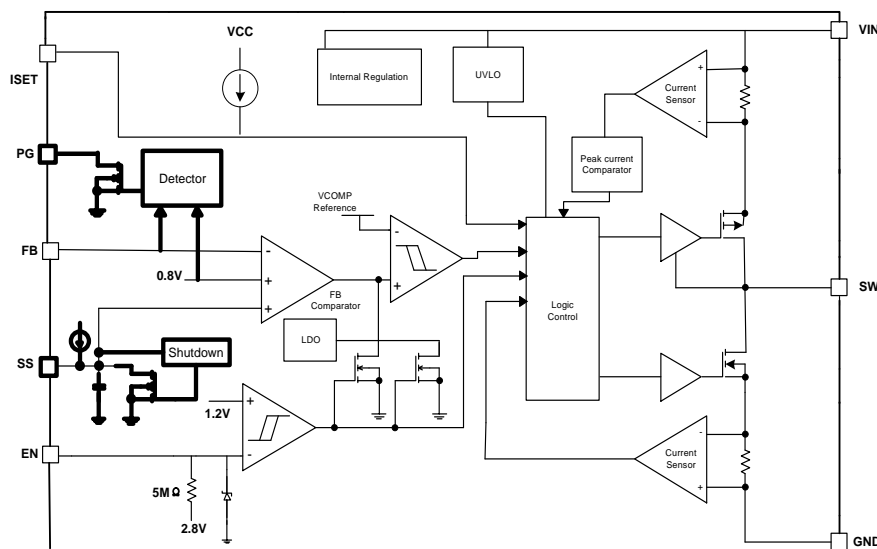 VCC
VIN
ISET
Internal Regulation
UVLO
+
Current
Sensor
-
PG
Detector
Peak current
Comparator
VCOMP
Reference
-
FB
-
0.8V
+
+
+
FB
Comparator
SW
LDO
Logic
Control
SS
Shutdown
1.2V
+
-
EN
-
Current
Sensor
+
5MΩ
2.8V
GND